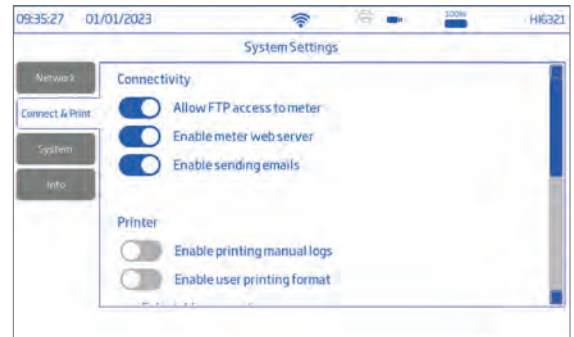 09:35:27 01/01/2023 100% HI6321
System Settings
Network
Connect & Print
System
Info
Connectivity
Allow FTP access to meter
Enable meter web server
Enable sending emails
Printer
Enable printing manual logs
Enable user printing format